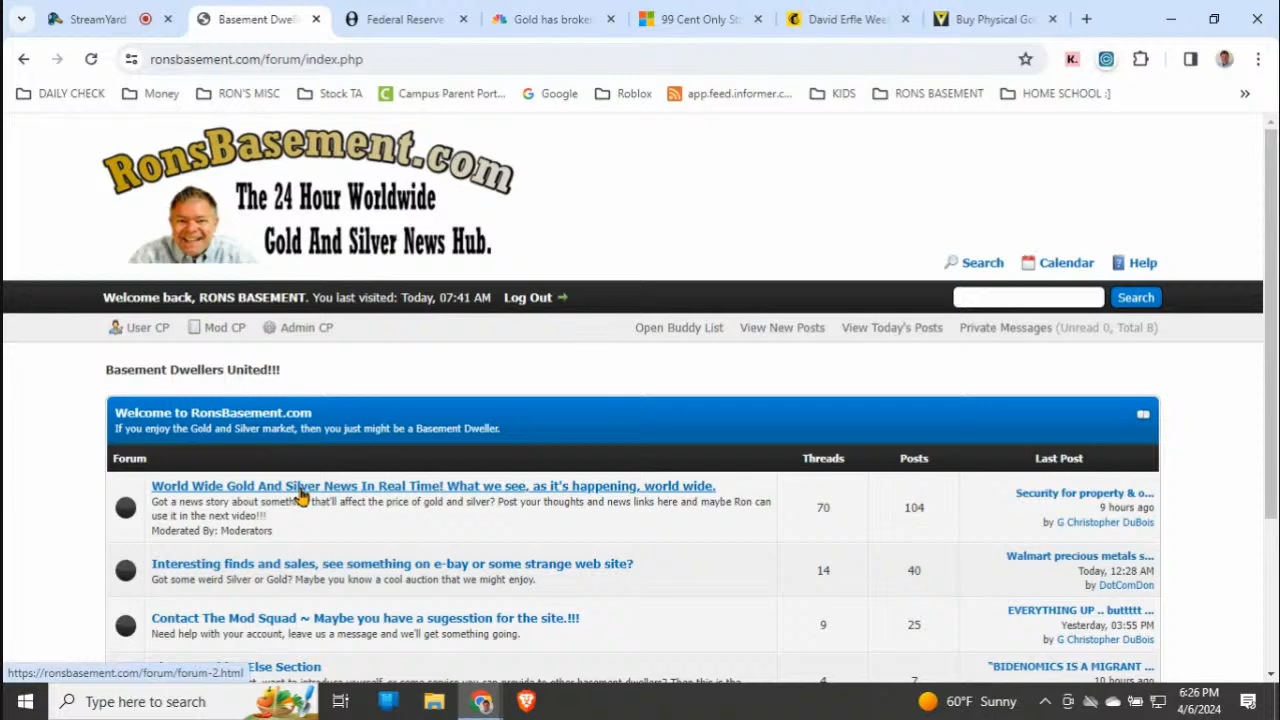 StreamYard
Basement Dwell
Federal Reserve
Gold has broke
99 Cent Only St
David Erfle Wee
Buy Physical Go
ronsbasement.com/forum/index.php
K.
DAILY CHECK
Money
RON'S MISC
Stock TA
Campus Parent Port...
Google
Roblox
app.feed.informer.c...
KIDS
RONS BASEMENT
HOME SCHOOL :]
RonsBasement.com
The 24 Hour Worldwide
Gold And Silver News Hub.
Search
Calendar
Help
Welcome back, RONS BASEMENT. You last visited: Today, 07:41 AM Log Out
Search
User CP
Mod CP
Admin CP
Open Buddy List
View New Posts
View Today's Posts
Private Messages (Unread 0, Total 8)
Basement Dwellers United!!!
Welcome to RonsBasement.com
If you enjoy the Gold and Silver market, then you just might be a Basement Dweller.
Forum Threads Posts Last Post
World Wide Gold And Silver News In Real Time! What we see, as it's happening, world wide.
Got a news story about something that'll affect the price of gold and silver? Post your thoughts and news links here and maybe Ron can
use it in the next video!!!
Moderated By: Moderators
70
104
Security for property & o...
9 hours ago
by G Christopher DuBois
Interesting finds and sales, see something on e-bay or some strange web site?
Got some weird Silver or Gold? Maybe you know a cool auction that we might enjoy.
14
40
Walmart precious metals s...
Today, 12:28 AM
by DotComDon
Contact The Mod Squad ~ Maybe you have a sugesstion for the site.!!!
Need help with your account, leave us a message and we'll get something going.
9
25
EVERYTHING UP .. buttttt ...
Yesterday, 03:55 PM
by G Christopher DuBois
Else Section
4
7
"BIDENOMICS IS A MIGRANT ...
10 hours ago
https://ronsbasement.com/forum/forum-2.html
Type here to search
60°F Sunny
6:26 PM
4/6/2024